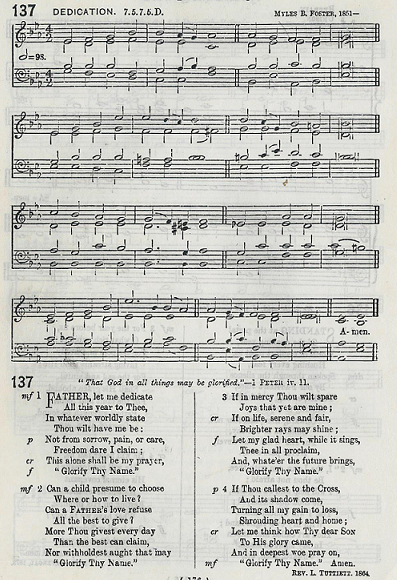 137 DEDICATION. 7.5.7.5.D. MYLES B. FOSTER, 1851—
=98.
A- men.
137 "That God in all things may be glorified."—1 PETER iv. 11.
mf 1 FATHER, let me dedicate
All this year to Thee,
In whatever worldly state
Thou wilt have me be:
p Not from sorrow, pain, or care,
Freedom dare I claim;
cr This alone shall be my prayer,
f "Glorify Thy Name."
mf 2 Can a child presume to choose
Where or how to live?
Can a FATHER'S love refuse
All the best to give?
More Thou givest every day
Than the best can claim,
Nor withholdest aught that may
"Glorify Thy Name."
3 If in mercy Thou wilt spare
Joys that yet are mine;
cr If on life, serene and fair,
Brighter rays may shine;
f Let my glad heart, while it sings,
Thee in all proclaim,
And, whate'er the future brings,
"Glorify Thy Name."
p 4 If Thou callest to the Cross,
And its shadow come,
Turning all my gain to loss,
Shrouding heart and home;
cr Let me think how Thy dear SON
To His glory came,
And in deepest woe pray on,
mf "Glorify Thy Name." Amen.
REV. L. TUTTIETT. 1864.